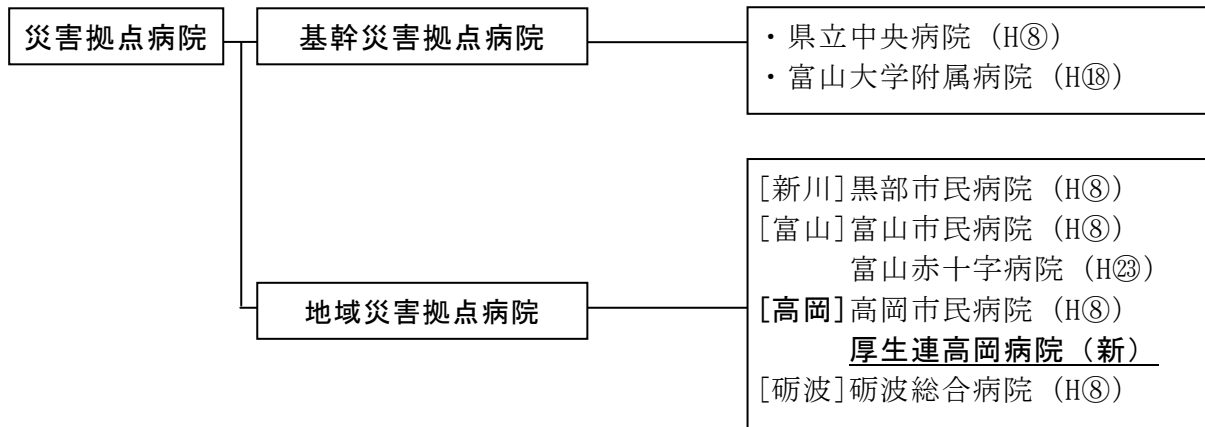 災害拠点病院
基幹災害拠点病院
・県立中央病院（H⑧）
・富山大学附属病院（H⑱）
地域災害拠点病院
[新川]黒部市民病院（H⑧）
[富山]富山市民病院（H⑧）
富山赤十字病院（H㉓）
[高岡]高岡市民病院（H⑧）
厚生連高岡病院（新）
[砺波]砺波総合病院（H⑧）